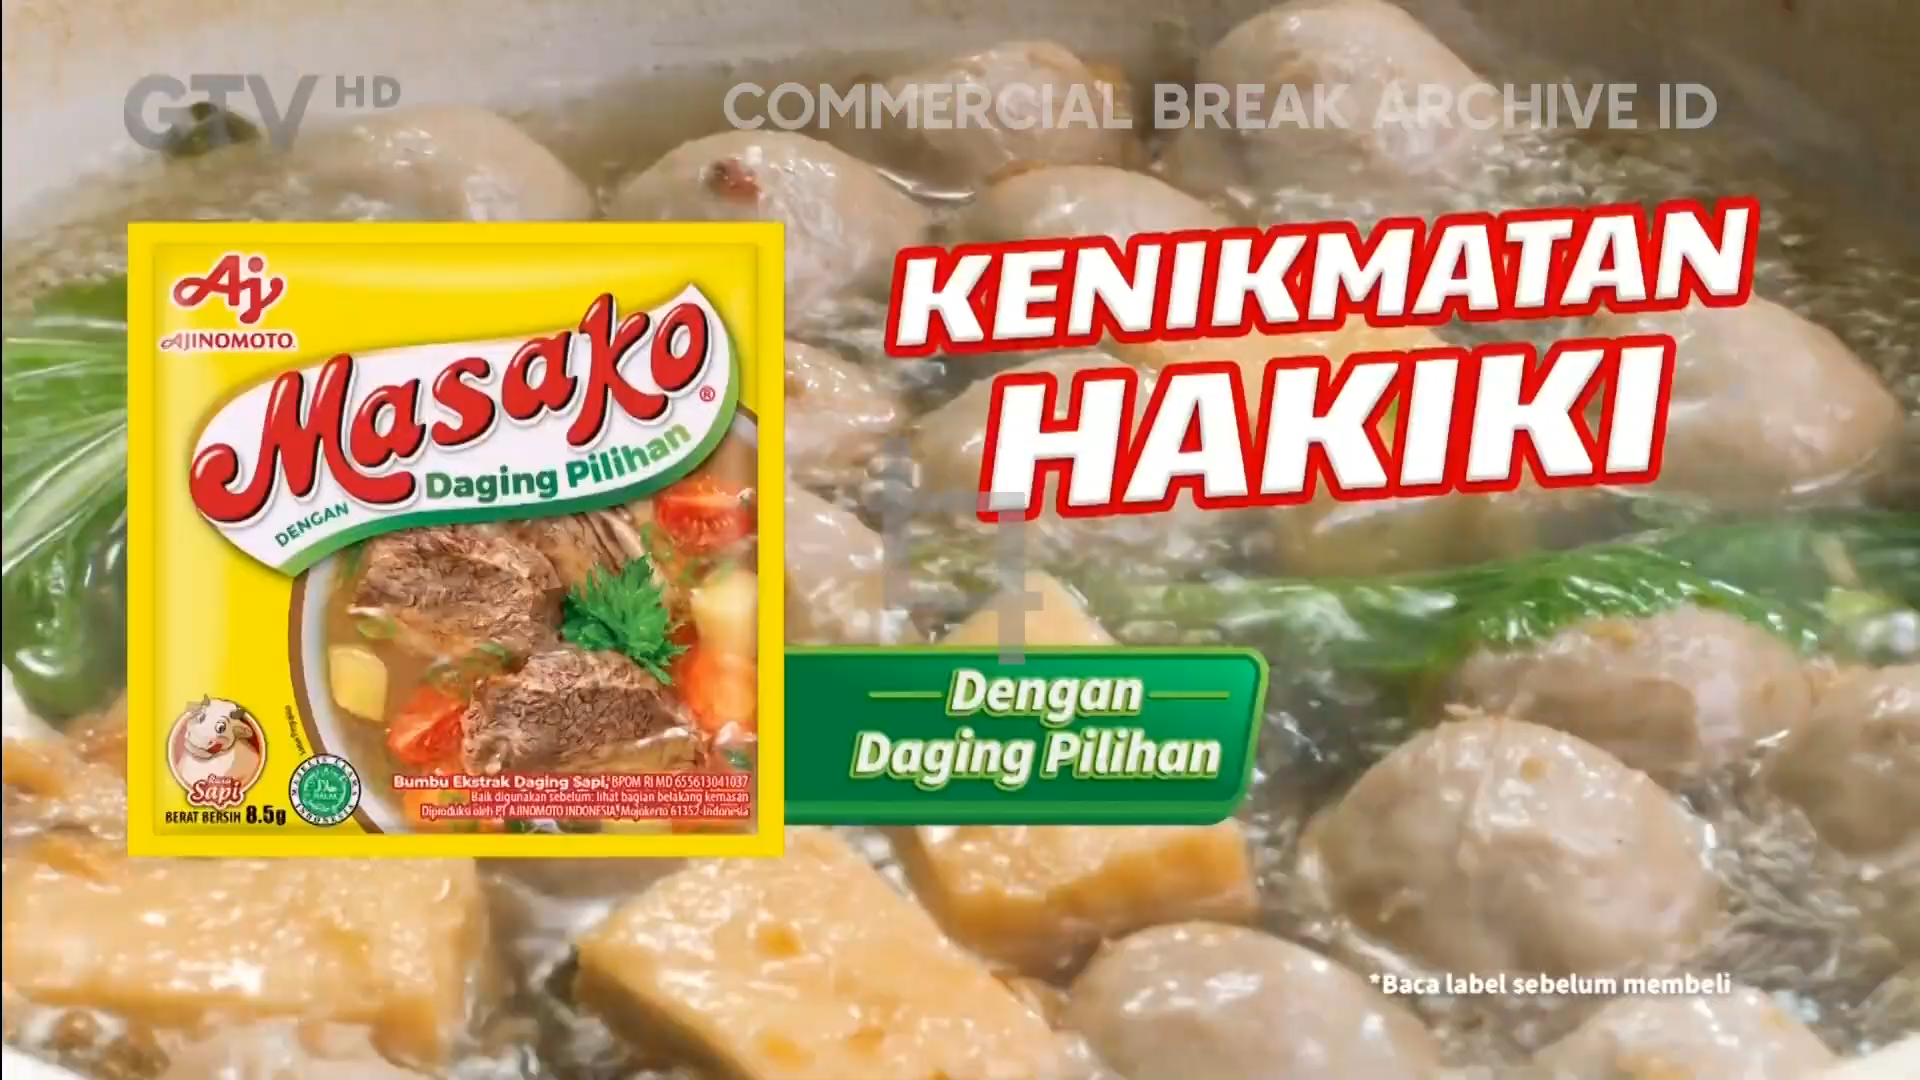 GTV HD
COMMERCIAL BREAK ARCHIVE ID
Aj
AJINOMOTO
Masako®
DENGAN Daging Pilihan
KENIKMATAN
HAKIKI
Dengan
Daging Pilihan
Rasa
Sapi
BERAT BERSIH 8.5g
Bumbu Ekstrak Daging Sapi, BPOM RI MD 655613041037
Baik digunakan sebelum: lihat bagian belakang kemasan
Diproduksi oleh PT AJINOMOTO INDONESIA, Mojokerto 61352-Indonesia
*Baca label sebelum membeli